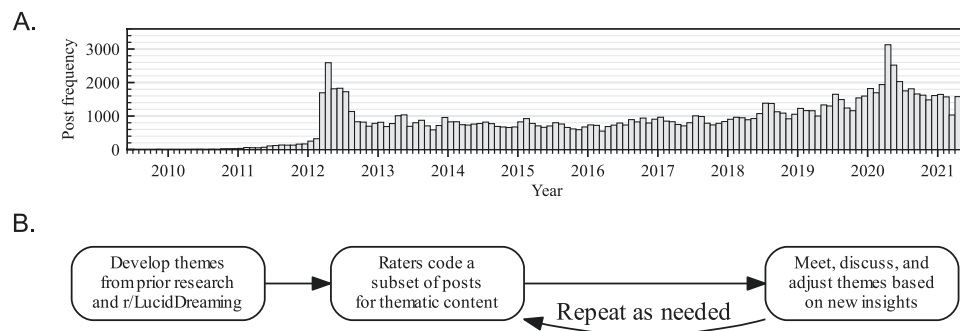 A.
Post frequency
3000
2000
1000
0
2010 2011 2012 2013 2014 2015 2016 2017 2018 2019 2020 2021
Year
B.
Develop themes
from prior research
and r/LucidDreaming
Raters code a
subset of posts
for thematic content
Meet, discuss, and
adjust themes based
on new insights
Repeat as needed